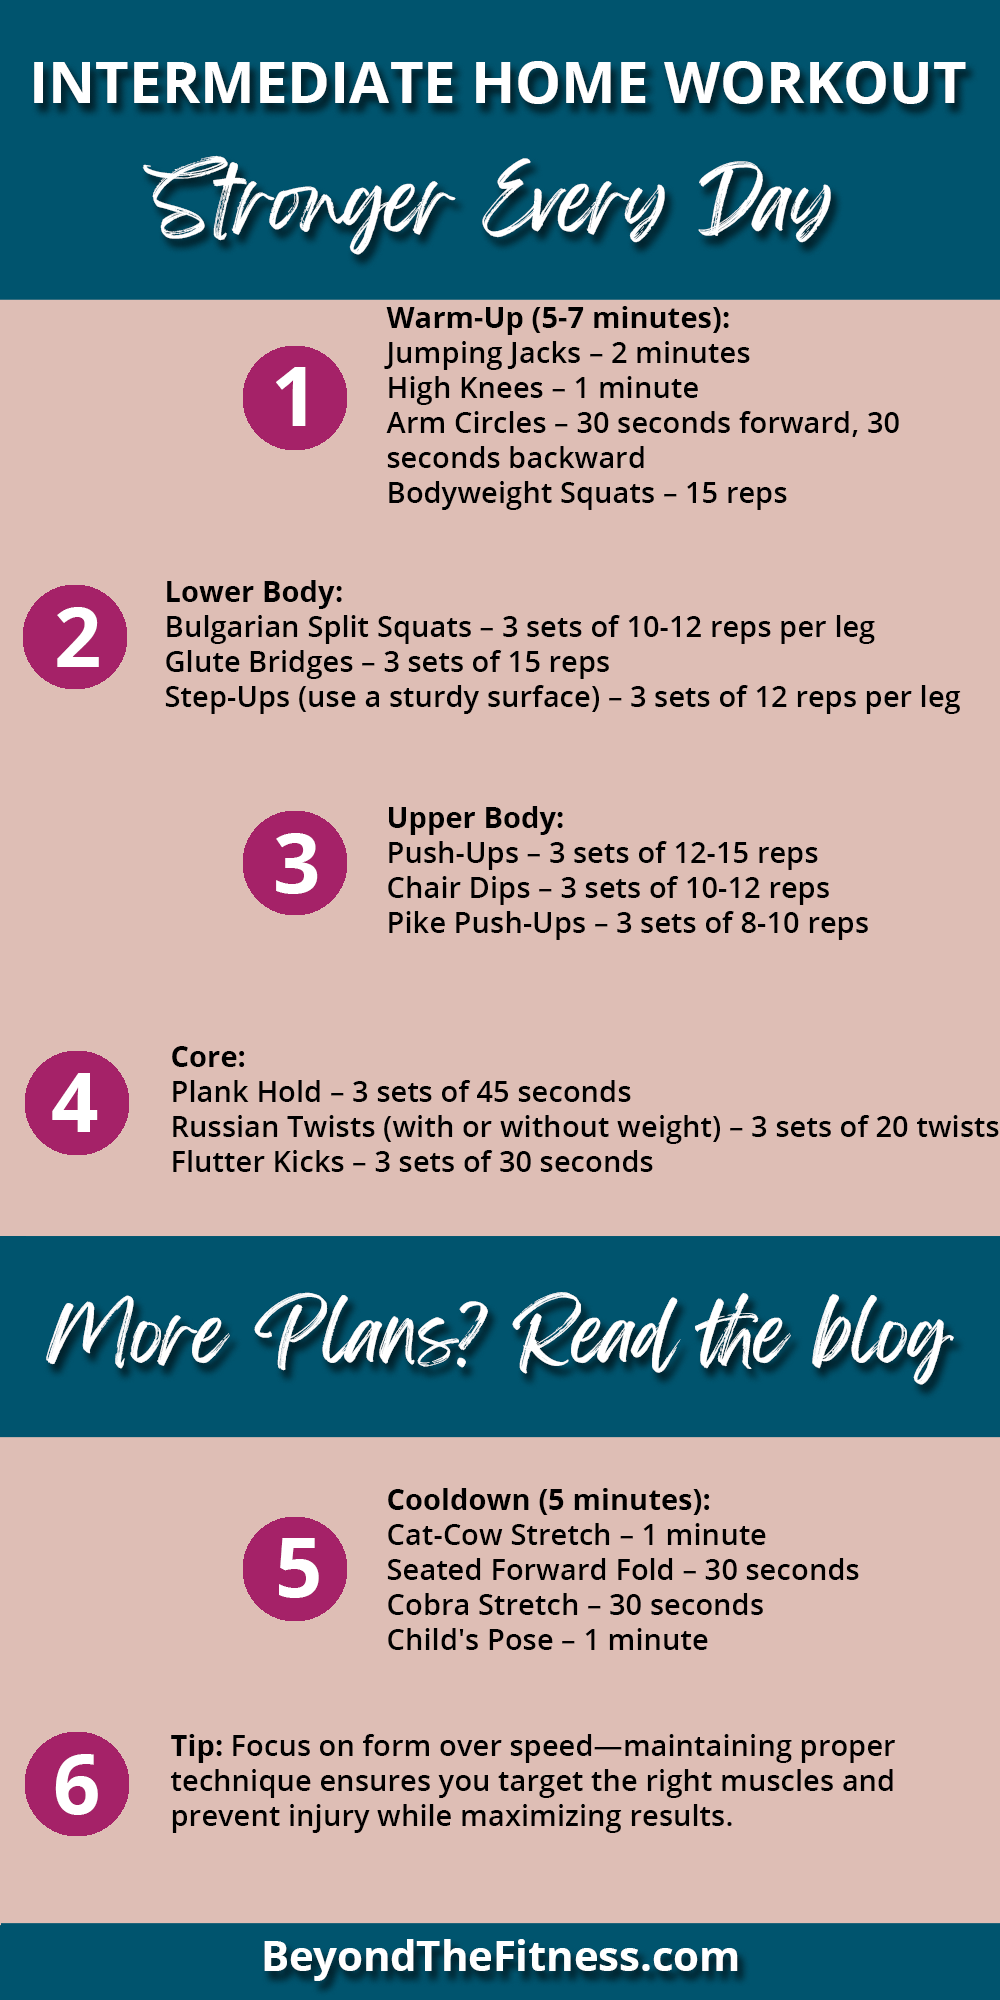 INTERMEDIATE HOME WORKOUT
Stronger Every Day
1
Warm-Up (5-7 minutes):
Jumping Jacks – 2 minutes
High Knees – 1 minute
Arm Circles – 30 seconds forward, 30
seconds backward
Bodyweight Squats – 15 reps
2
Lower Body:
Bulgarian Split Squats – 3 sets of 10-12 reps per leg
Glute Bridges – 3 sets of 15 reps
Step-Ups (use a sturdy surface) – 3 sets of 12 reps per leg
3
Upper Body:
Push-Ups – 3 sets of 12-15 reps
Chair Dips – 3 sets of 10-12 reps
Pike Push-Ups – 3 sets of 8-10 reps
4
Core:
Plank Hold – 3 sets of 45 seconds
Russian Twists (with or without weight) – 3 sets of 20 twists
Flutter Kicks – 3 sets of 30 seconds
More Plans? Read the blog
5
Cooldown (5 minutes):
Cat-Cow Stretch – 1 minute
Seated Forward Fold – 30 seconds
Cobra Stretch – 30 seconds
Child's Pose – 1 minute
6
Tip: Focus on form over speed—maintaining proper
technique ensures you target the right muscles and
prevent injury while maximizing results.
BeyondTheFitness.com